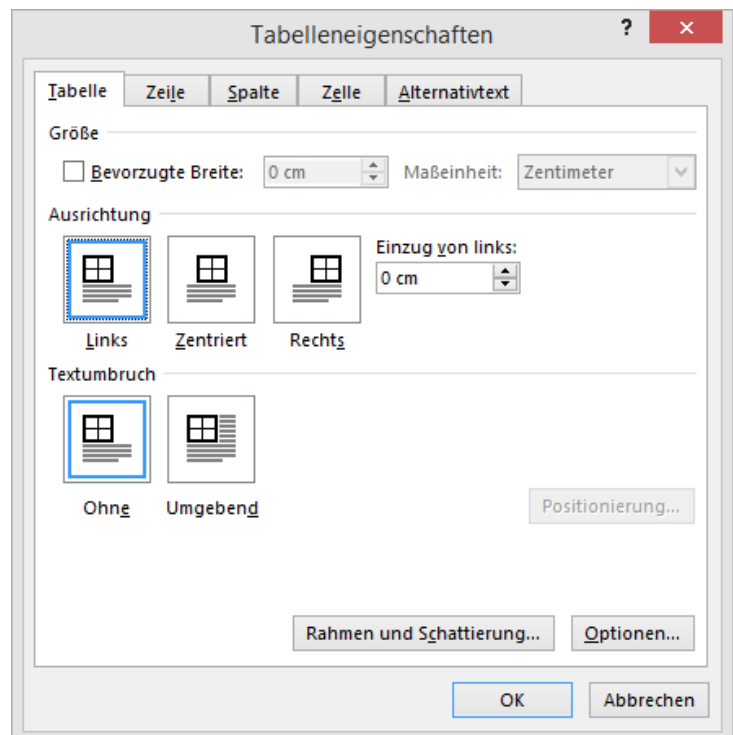 Tabelleneigenschaften ? ×
Tabelle Zeile Spalte Zelle Alternativtext
Größe
Bevorzugte Breite: 0 cm Maßeinheit: Zentimeter
Ausrichtung
Einzug von links:
0 cm
Links Zentriert Rechts
Textumbruch
Ohne Umgebend
Positionierung...
Rahmen und Schattierung... Optionen...
OK Abbrechen